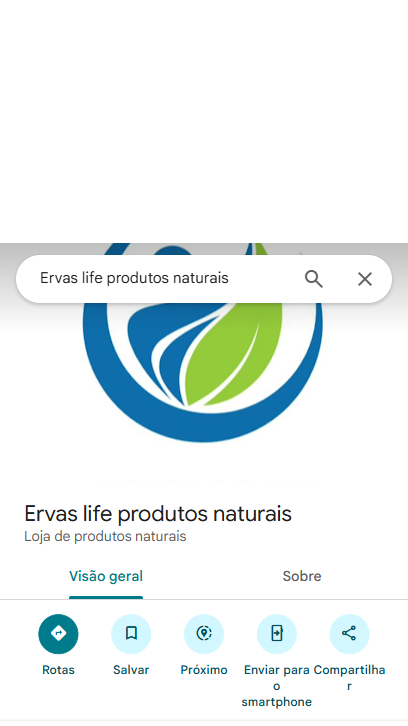 Ervas life produtos naturais
Ervas life produtos naturais
Loja de produtos naturais
Visão geral Sobre
Rotas Salvar Próximo Enviar para o smartphone Compartilhar